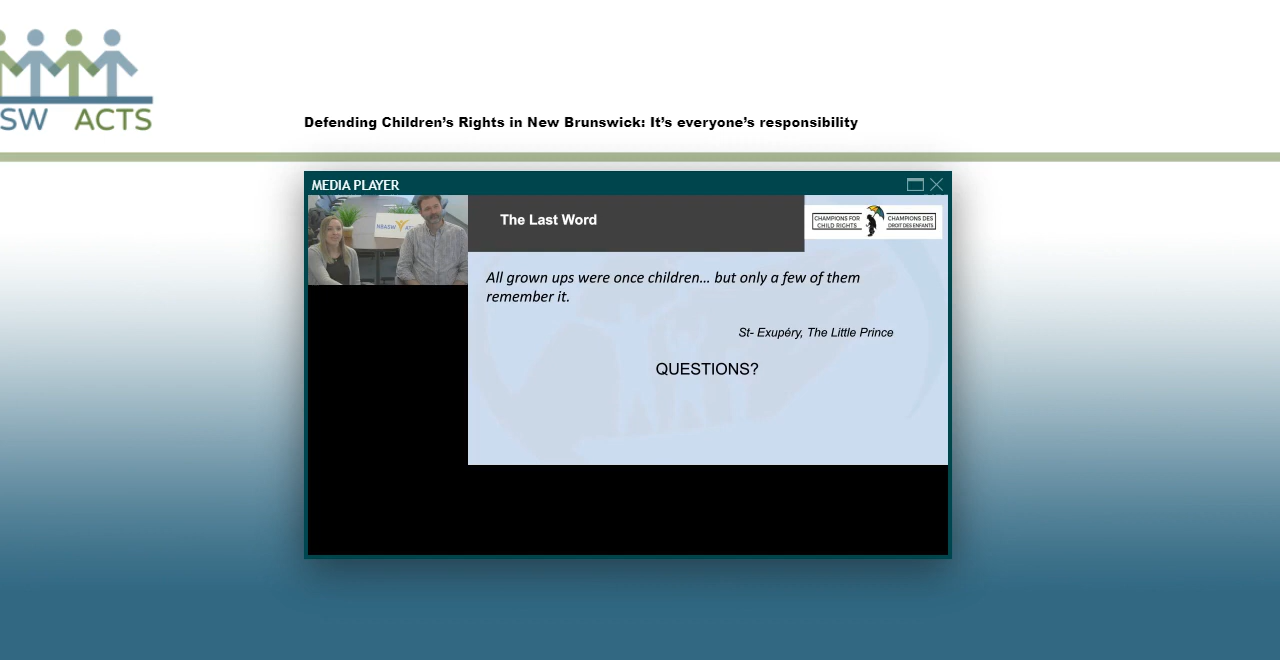 SW ACTS
Defending Children’s Rights in New Brunswick: It’s everyone’s responsibility
MEDIA PLAYER
NBASW
The Last Word
CHAMPIONS FOR
CHILD RIGHTS
CHAMPIONS DES
DROIT DES ENFANTS
All grown ups were once children… but only a few of them
remember it.
St- Exupéry, The Little Prince
QUESTIONS?